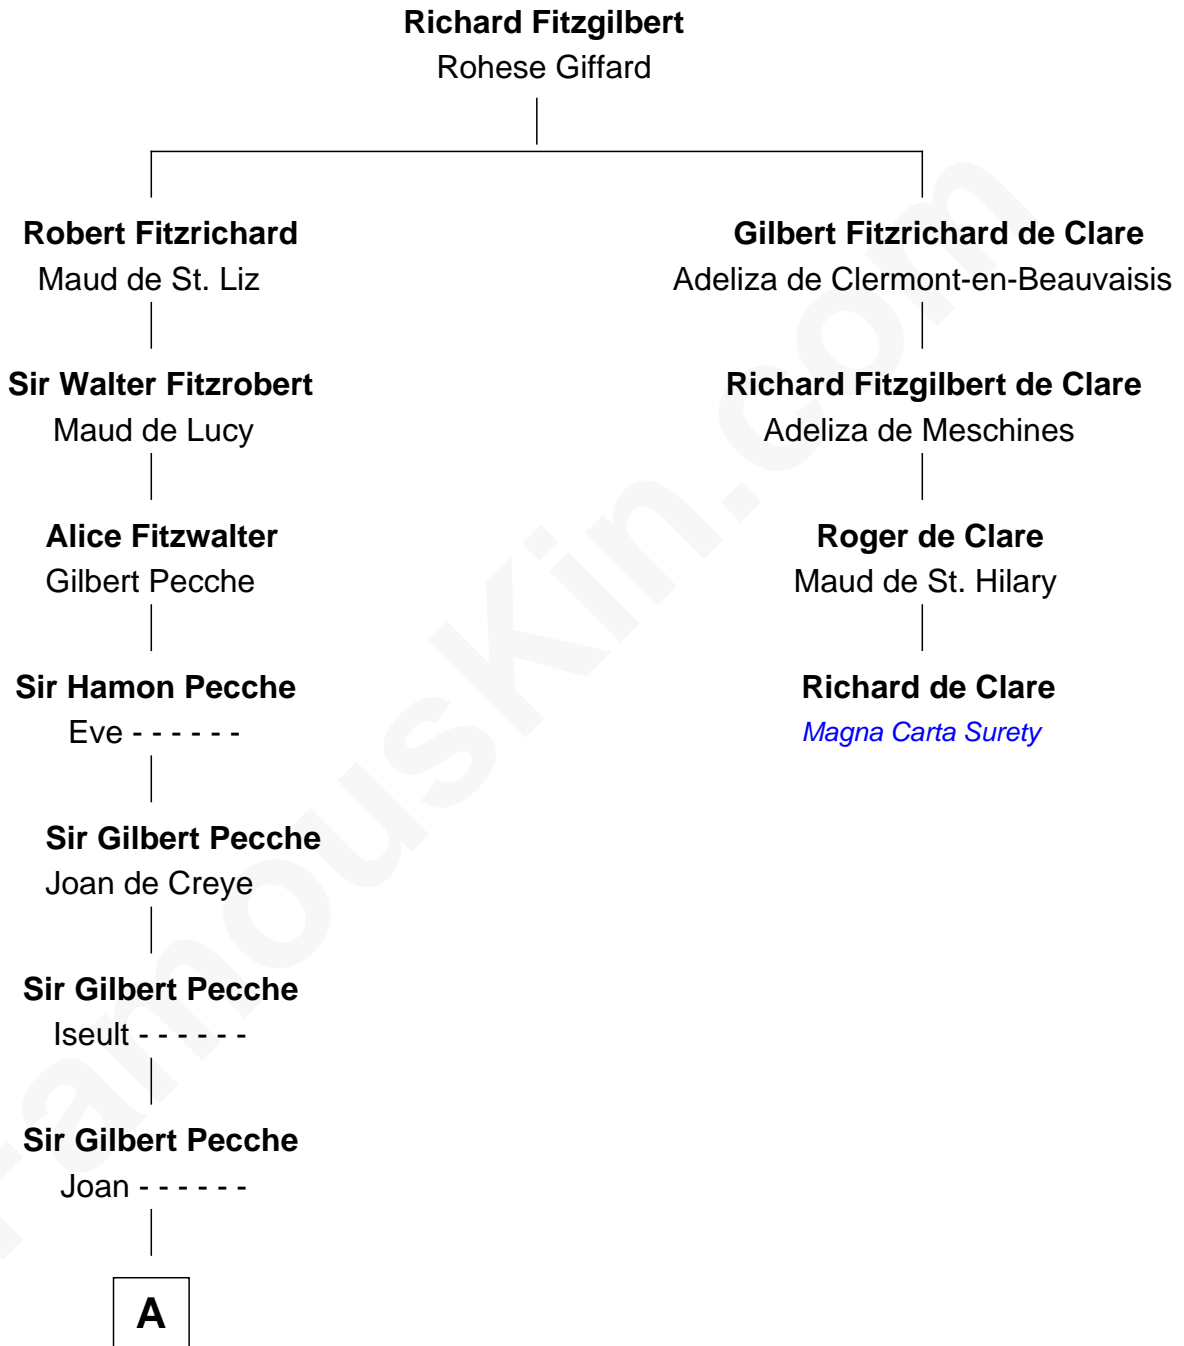 Richard Fitzgilbert
Rohese Giffard
Robert Fitzrichard
Maud de St. Liz
Gilbert Fitzrichard de Clare
Adeliza de Clermont-en-Beauvaisis
Sir Walter Fitzrobert
Maud de Lucy
Richard Fitzgilbert de Clare
Adeliza de Meschines
Alice Fitzwalter
Gilbert Pecche
Roger de Clare
Maud de St. Hilary
Sir Hamon Pecche
Eve - - - - - -
Richard de Clare
Magna Carta Surety
Sir Gilbert Pecche
Joan de Creye
Sir Gilbert Pecche
Iseult - - - - - -
Sir Gilbert Pecche
Joan - - - - - -
A
FamousKin.com